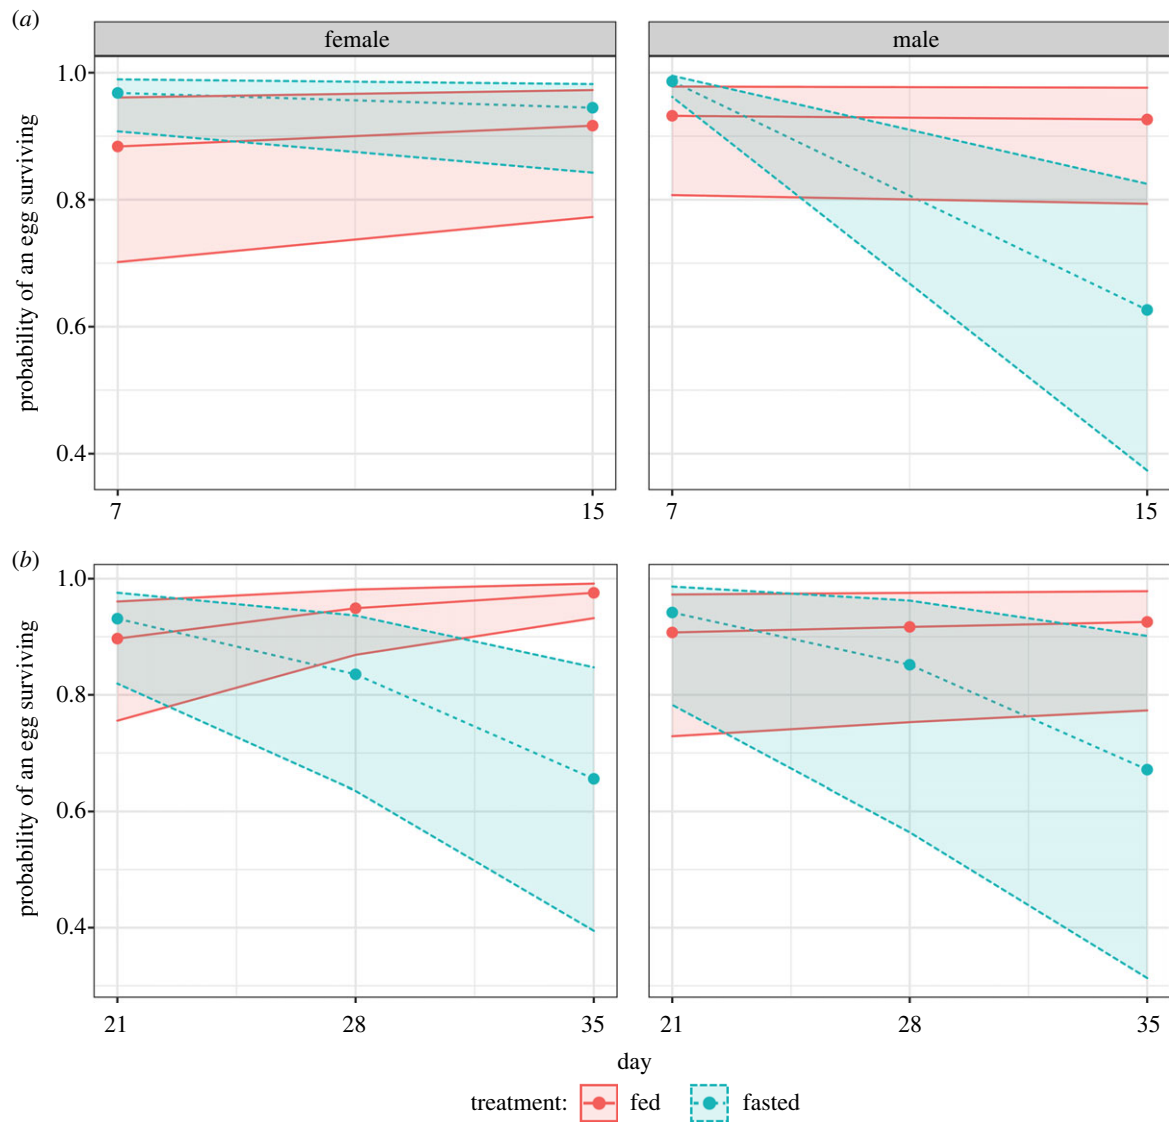 (a)
female
male
probability of an egg surviving
1.0
0.8
0.6
0.4
7
15
7
15
(b)
probability of an egg surviving
1.0
0.8
0.6
0.4
21
28
35
21
28
35
day
treatment: fed fasted